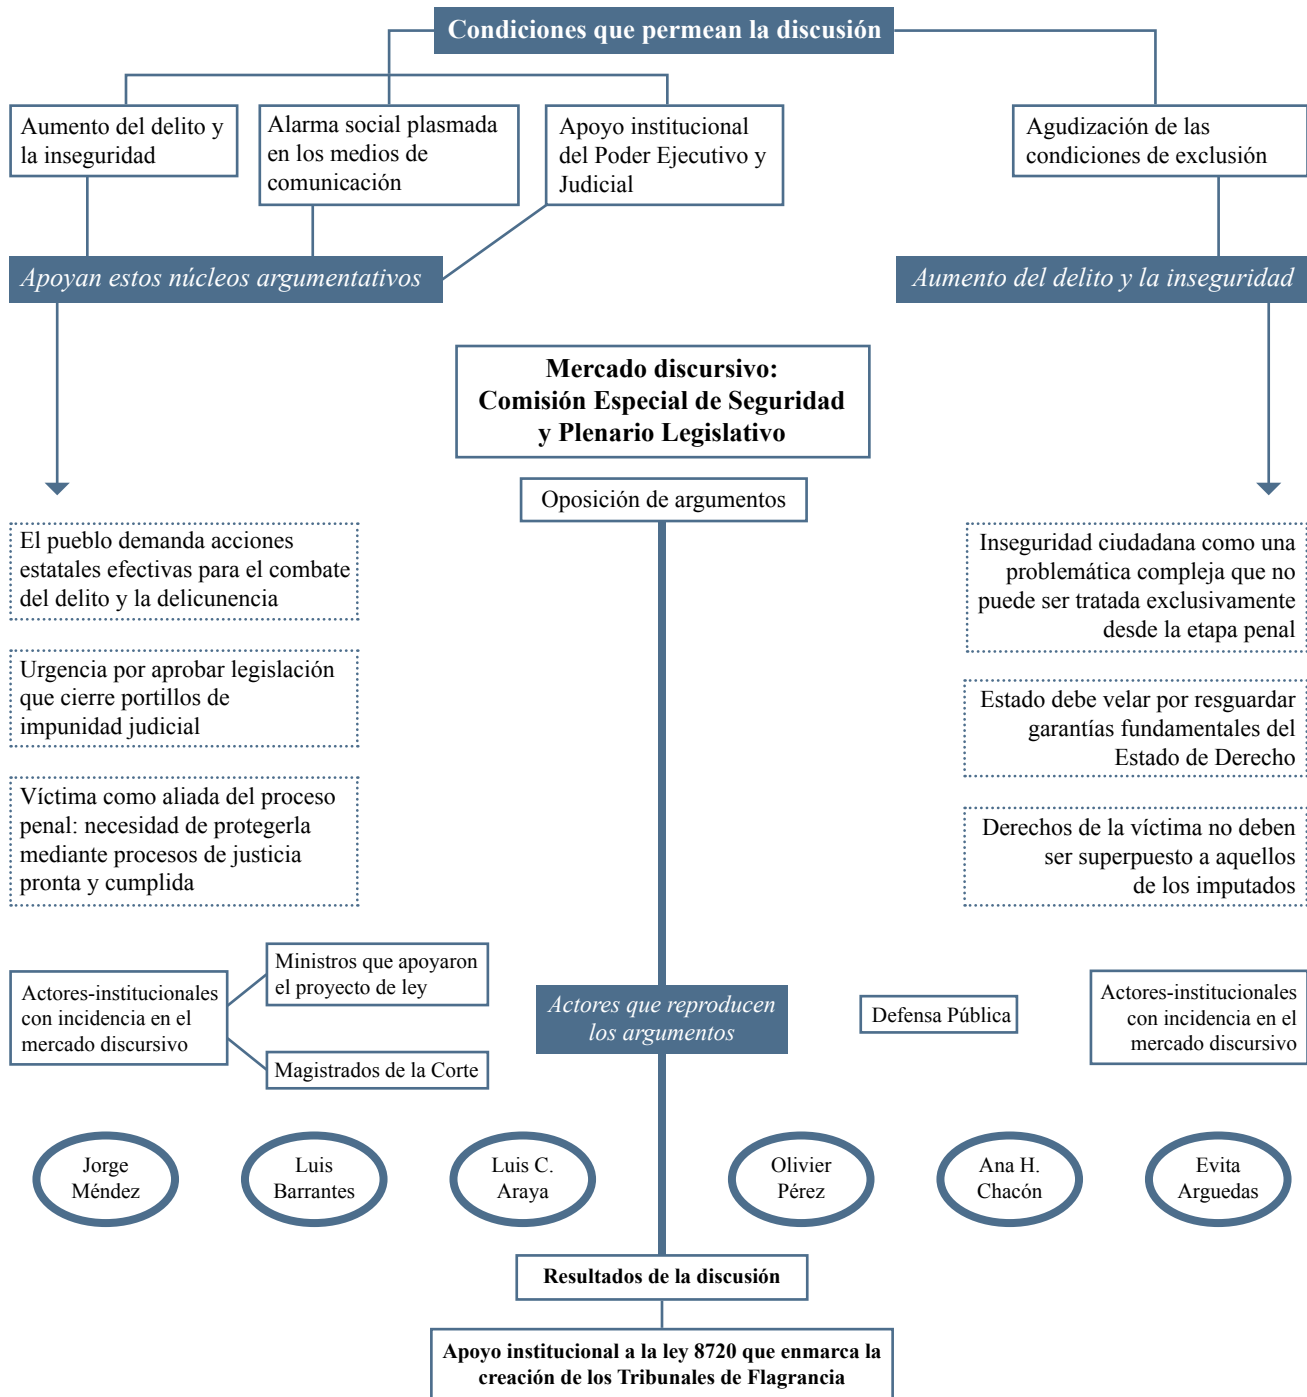 Condiciones que permean la discusión
Aumento del delito y
la inseguridad
Alarma social plasmada
en los medios de
comunicación
Apoyo institucional
del Poder Ejecutivo y
Judicial
Agudización de las
condiciones de exclusión
Apoyan estos núcleos argumentativos
Aumento del delito y la inseguridad
Mercado discursivo:
Comisión Especial de Seguridad
y Plenario Legislativo
Oposición de argumentos
El pueblo demanda acciones
estatales efectivas para el combate
del delito y la delicunencia
Urgencia por aprobar legislación
que cierre portillos de
impunidad judicial
Víctima como aliada del proceso
penal: necesidad de protegerla
mediante procesos de justicia
pronta y cumplida
Inseguridad ciudadana como una
problemática compleja que no
puede ser tratada exclusivamente
desde la etapa penal
Estado debe velar por resguardar
garantías fundamentales del
Estado de Derecho
Derechos de la víctima no deben
ser superpuesto a aquellos
de los imputados
Actores-institucionales
con incidencia en el
mercado discursivo
Ministros que apoyaron
el proyecto de ley
Magistrados de la Corte
Actores que reproducen
los argumentos
Defensa Pública
Actores-institucionales
con incidencia en el
mercado discursivo
Jorge
Méndez
Luis
Barrantes
Luis C.
Araya
Olivier
Pérez
Ana H.
Chacón
Evita
Arguedas
Resultados de la discusión
Apoyo institucional a la ley 8720 que enmarca la
creación de los Tribunales de Flagrancia